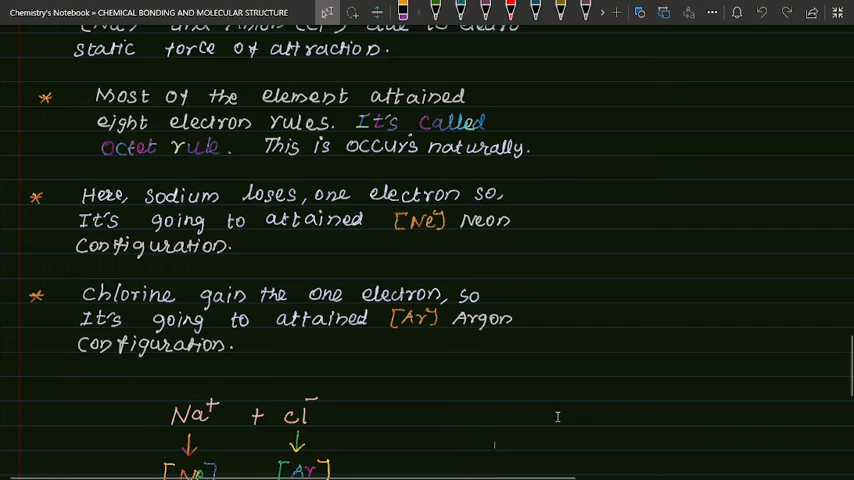 Chemistry's Notebook » CHEMICAL BONDING AND MOLECULAR STRUCTURE
static force of attraction.
* Most of the element attained
eight electron rules. It's called
octet rule. This is occurs naturally.
* Here, sodium loses, one electron so,
It's going to attained [Ne] Neon
configuration.
* Chlorine gain the one electron, so
It's going to attained [Ar] Argon
configuration.
Na⁺ + Cl⁻
[Ne] [Ar]